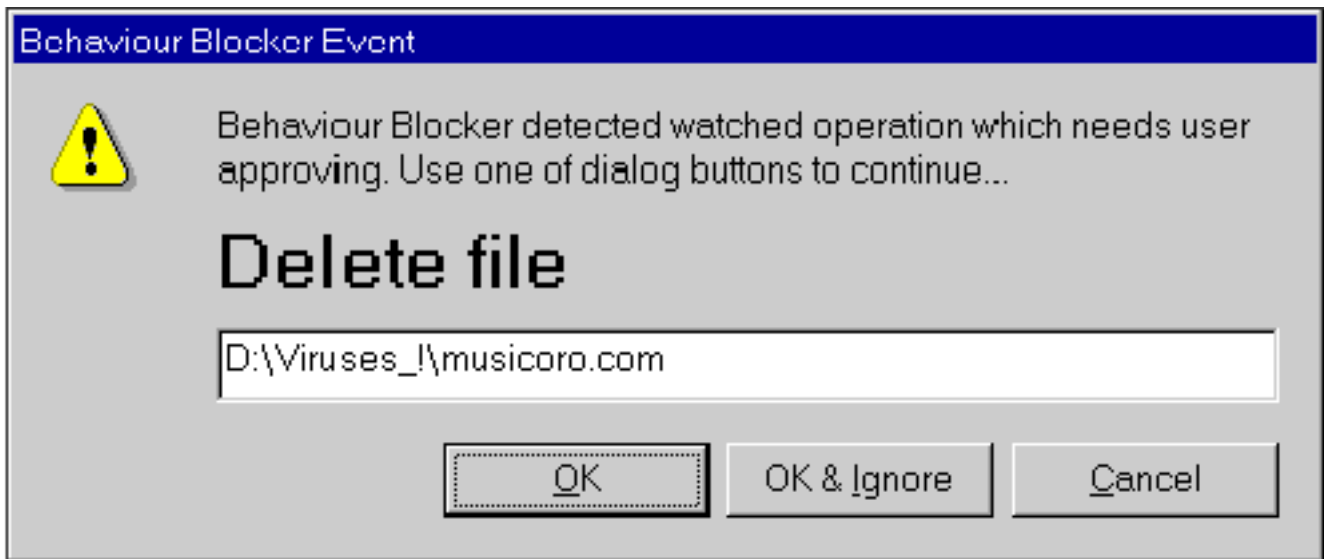 Behaviour Blocker Event
Behaviour Blocker detected watched operation which needs user
approving. Use one of dialog buttons to continue...
Delete file
D:\Viruses_!\musicoro.com
OK
OK & Ignore
Cancel